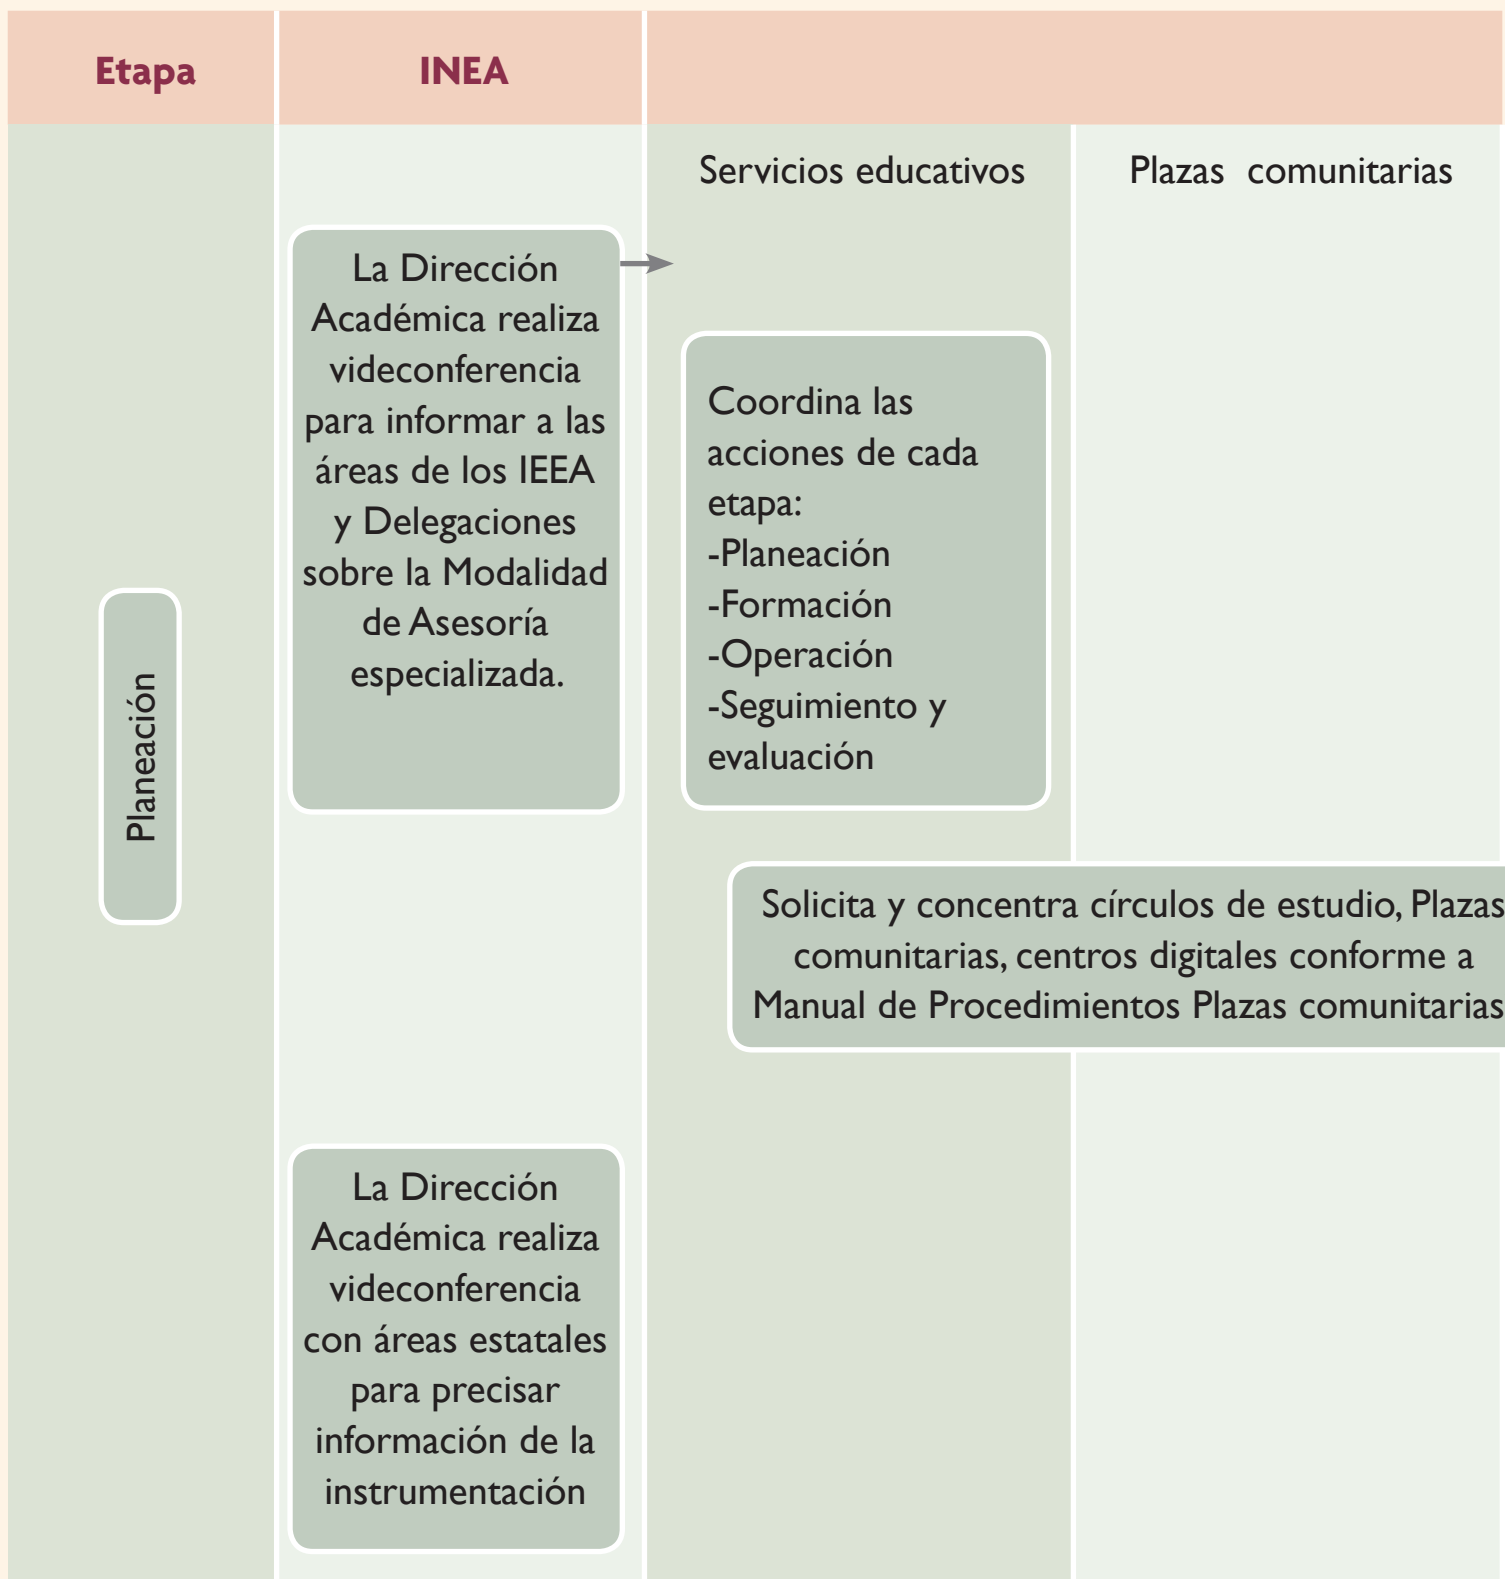 Etapa
INEA
Servicios educativos
Plazas comunitarias
Planeación
La Dirección
Académica realiza
videconferencia
para informar a las
áreas de los IEEA
y Delegaciones
sobre la Modalidad
de Asesoría
especializada.
Coordina las
acciones de cada
etapa:
-Planeación
-Formación
-Operación
-Seguimiento y
evaluación
Solicita y concentra círculos de estudio, Plazas
comunitarias, centros digitales conforme a
Manual de Procedimientos Plazas comunitarias
La Dirección
Académica realiza
videconferencia
con áreas estatales
para precisar
información de la
instrumentación